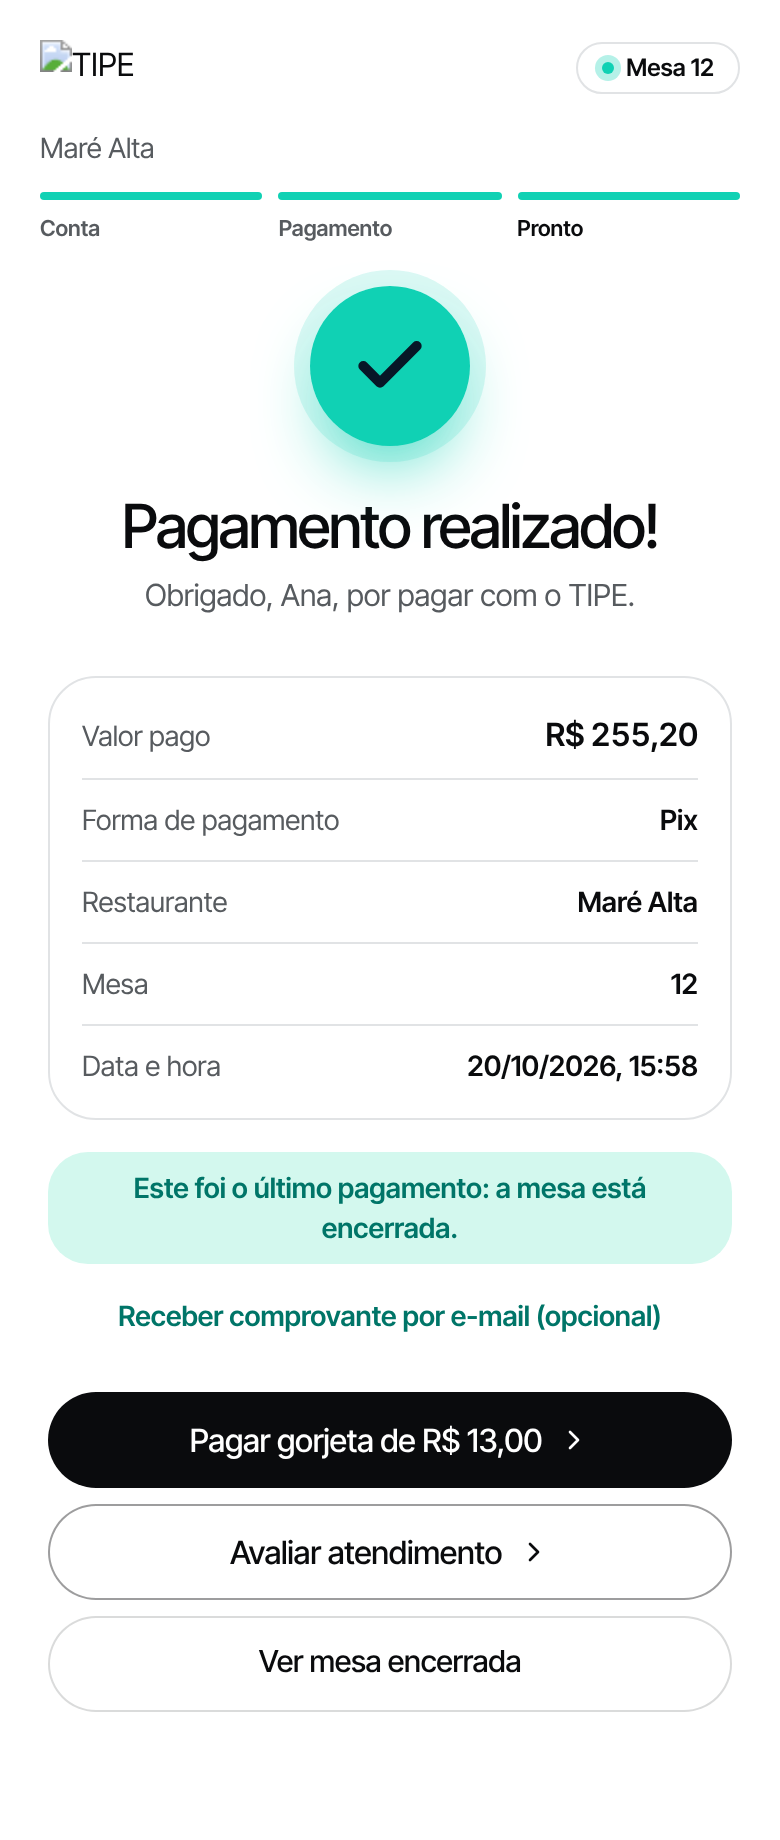 TIPE
Mesa 12
Maré Alta
Conta
Pagamento
Pronto
Pagamento realizado!
Obrigado, Ana, por pagar com o TIPE.
Valor pago
R$ 255,20
Forma de pagamento
Pix
Restaurante
Maré Alta
Mesa
12
Data e hora
20/10/2026, 15:58
Este foi o último pagamento: a mesa está
encerrada.
Receber comprovante por e-mail (opcional)
Pagar gorjeta de R$ 13,00
Avaliar atendimento
Ver mesa encerrada